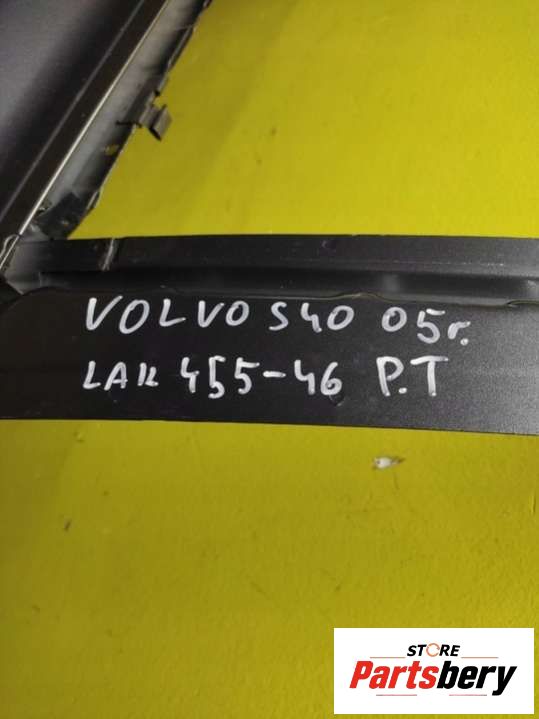 VOLVO S40 05г.
LAK 455-46 P.T
STORE
Partsbery